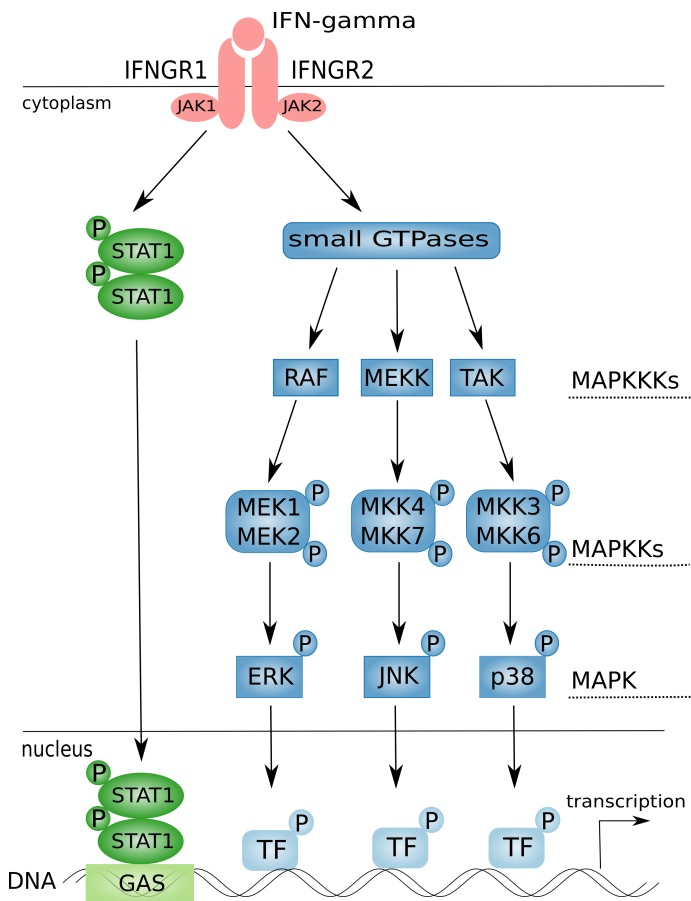 IFN-gamma
IFNGR1 IFNGR2
cytoplasm
JAK1 JAK2
P
STAT1
P
STAT1
small GTPases
RAF MEKK TAK
MAPKKKs
P P P
MEK1 MKK4 MKK3
MEK2 MKK7 MKK6
P P P
MAPKKs
P P P
ERK JNK p38
MAPK
nucleus
P
STAT1
P
STAT1
transcription
P P P
TF TF TF
DNA
GAS